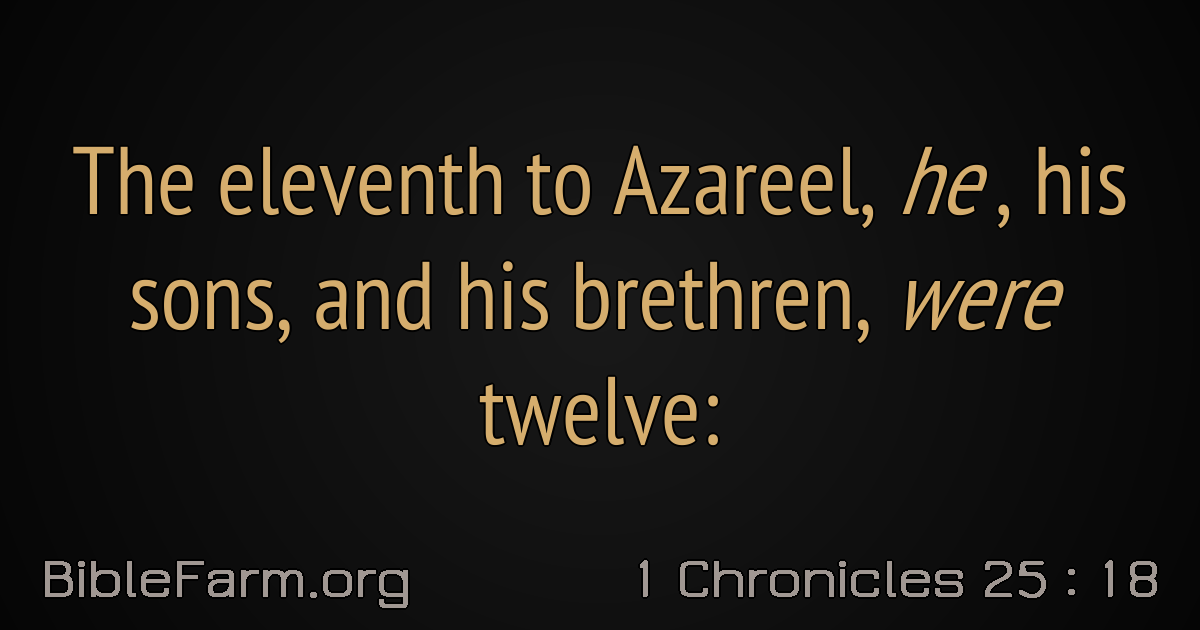 The eleventh to Azareel, he , his
sons, and his brethren, were
twelve:
BibleFarm.org
1 Chronicles 25 : 18